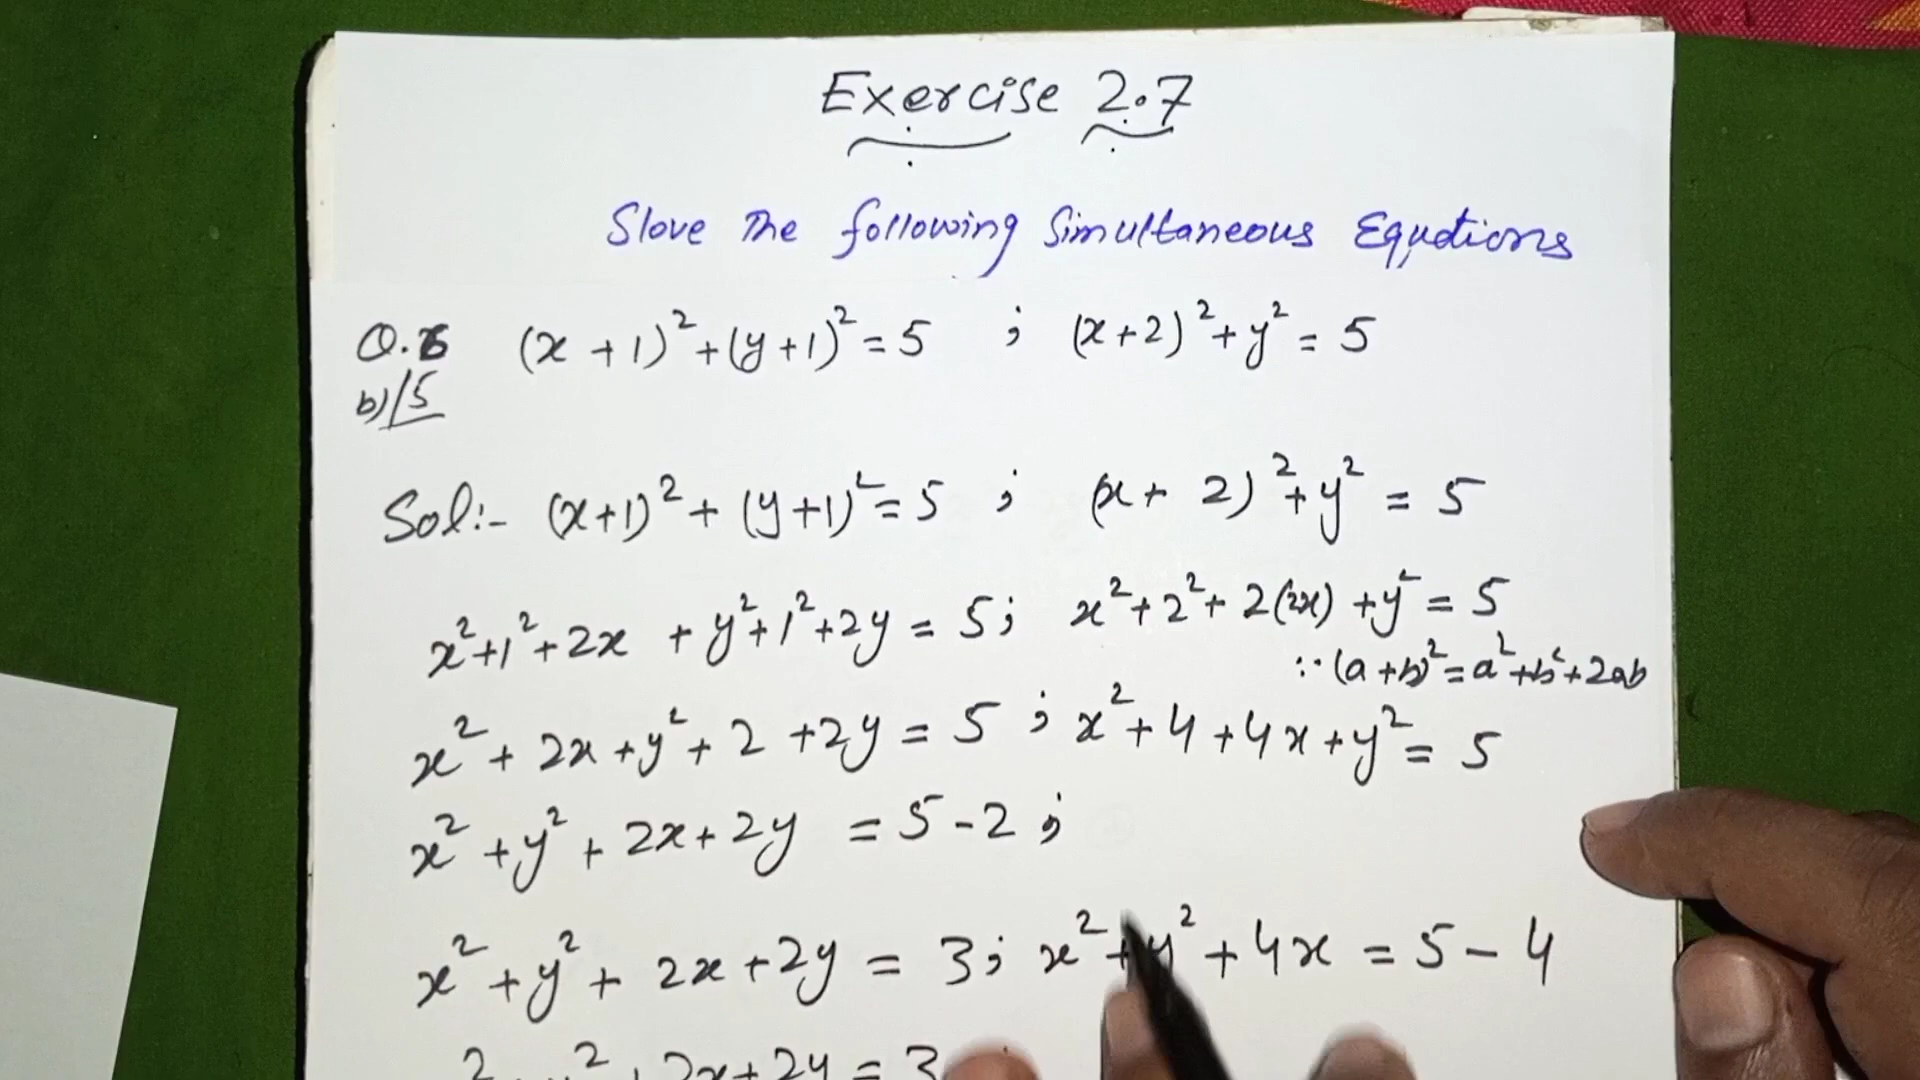 Exercise 2.7
Slove The following Simultaneous Equations
Q.6 (x+1)²+(y+1)²=5 ; (x+2)²+y²=5
b)/5
Sol:- (x+1)²+(y+1)²=5 ; (x+2)²+y²=5
x²+1²+2x+y²+1²+2y=5; x²+2²+2(2x)+y²=5
∵(a+b)²=a²+b²+2ab
x²+2x+y²+2+2y=5 ; x²+4+4x+y²=5
x²+y²+2x+2y=5-2 ;
x²+y²+2x+2y=3; x²+y²+4x=5-4